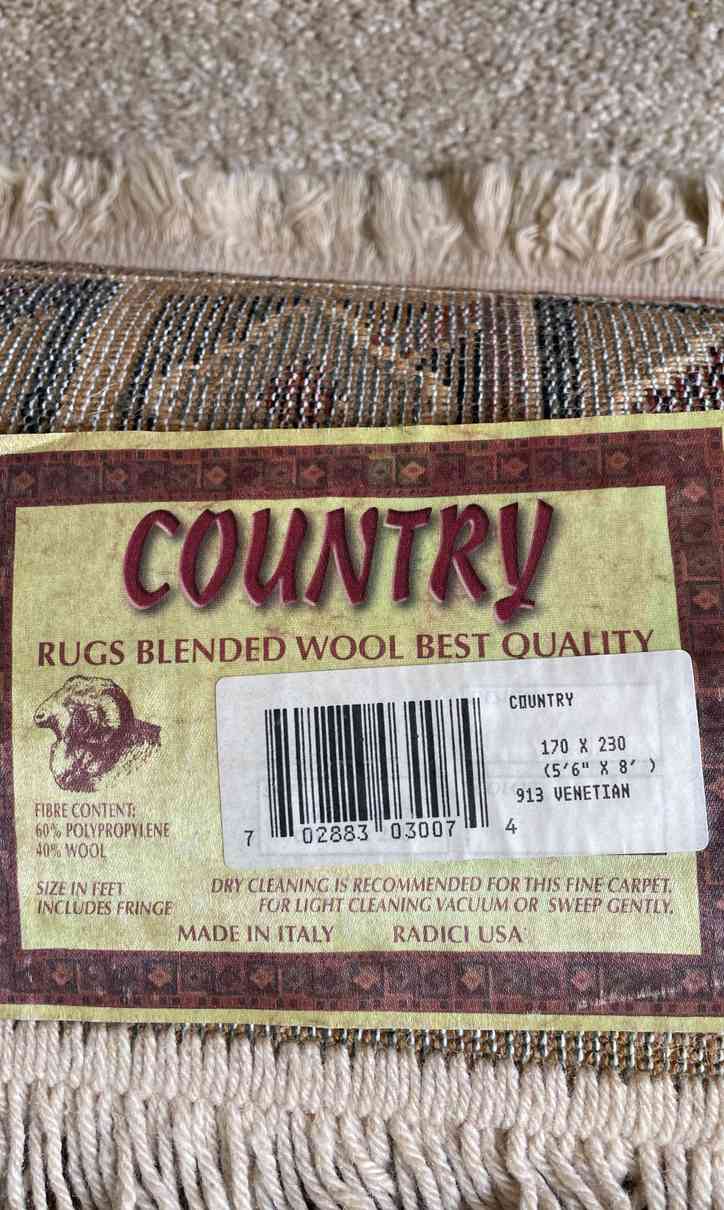 COUNTRY
RUGS BLENDED WOOL BEST QUALITY
COUNTRY
170 X 230
(5'6" X 8' )
913 VENETIAN
7 02883 03007 4
FIBRE CONTENT:
60% POLYPROPYLENE
40% WOOL
SIZE IN FEET
INCLUDES FRINGE
DRY CLEANING IS RECOMMENDED FOR THIS FINE CARPET.
FOR LIGHT CLEANING VACUUM OR SWEEP GENTLY.
MADE IN ITALY RADICI USA